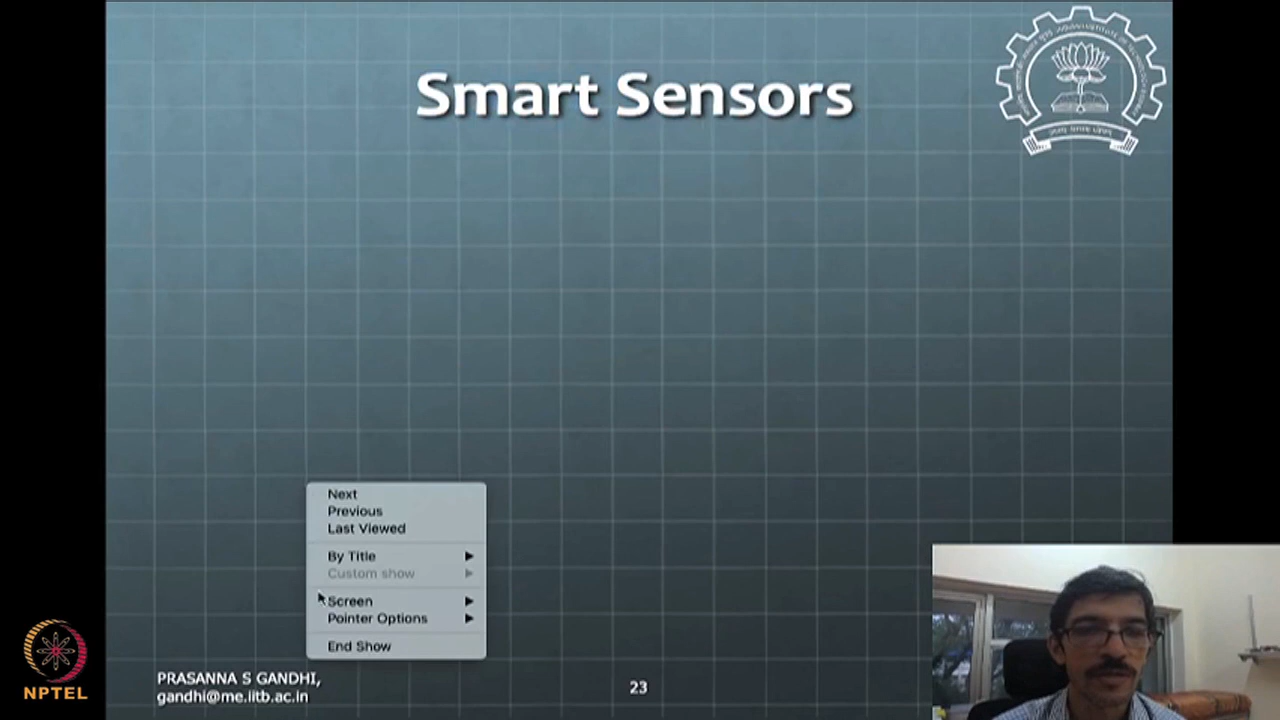 Smart Sensors
Next
Previous
Last Viewed
By Title
Custom show
Screen
Pointer Options
End Show
PRASANNA S GANDHI,
gandhi@me.iitb.ac.in
23
NPTEL